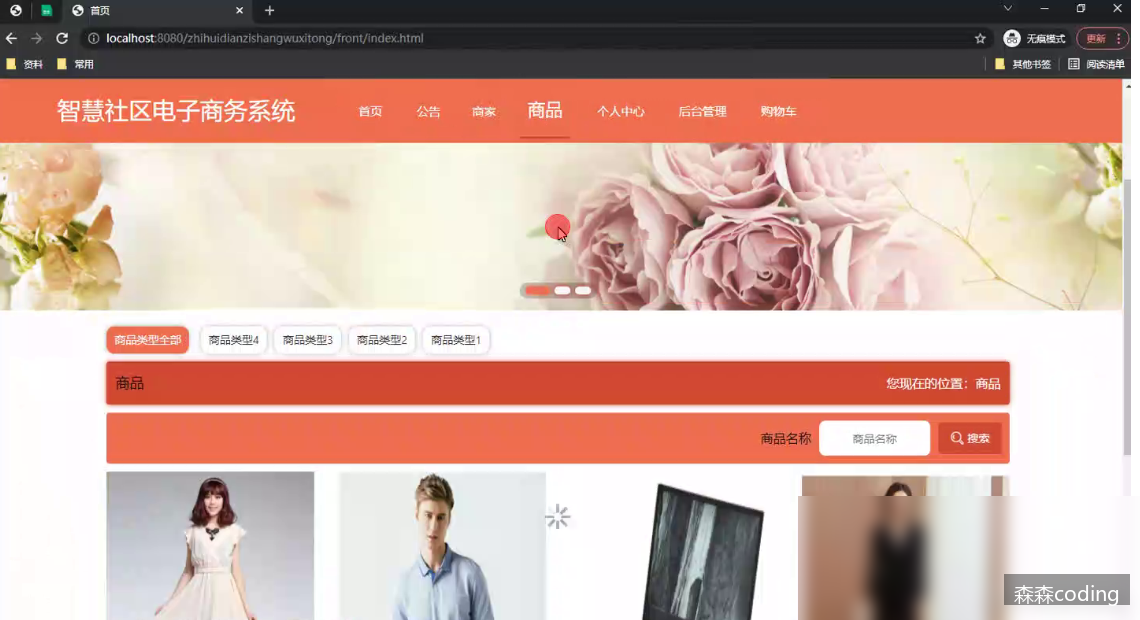 首页
localhost:8080/zhihuidianzishangwuxitong/front/index.html
无痕模式
更新
资料
常用
其他书签
阅读清单
智慧社区电子商务系统
首页 公告 商家 商品 个人中心 后台管理 购物车
商品类型全部 商品类型4 商品类型3 商品类型2 商品类型1
商品
您现在的位置：商品
商品名称 商品名称 搜索
森森coding